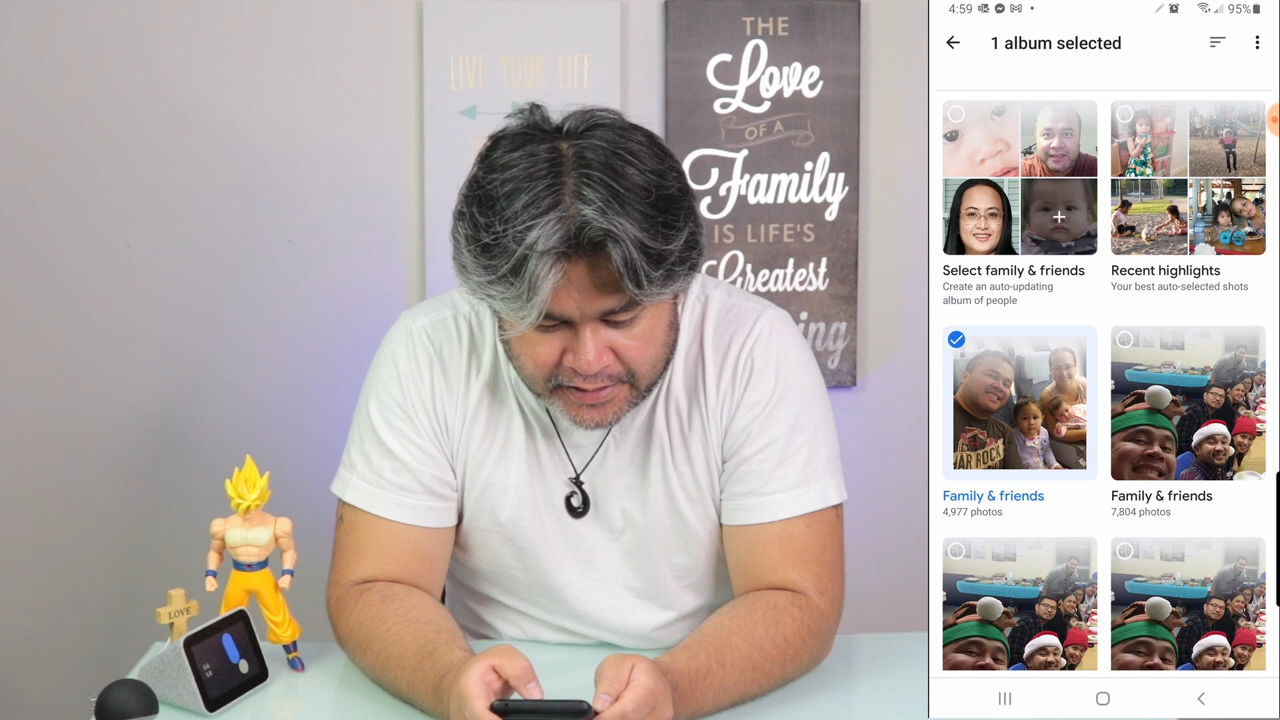 LIVE YOUR LIFE
THE
Love
OF A
Family
IS LIFE'S
Greatest
LOVE
4:59
95%
1 album selected
Select family & friends
Create an auto-updating
album of people
Recent highlights
Your best auto-selected shots
WAR ROCK
Family & friends
4,977 photos
Family & friends
7,804 photos